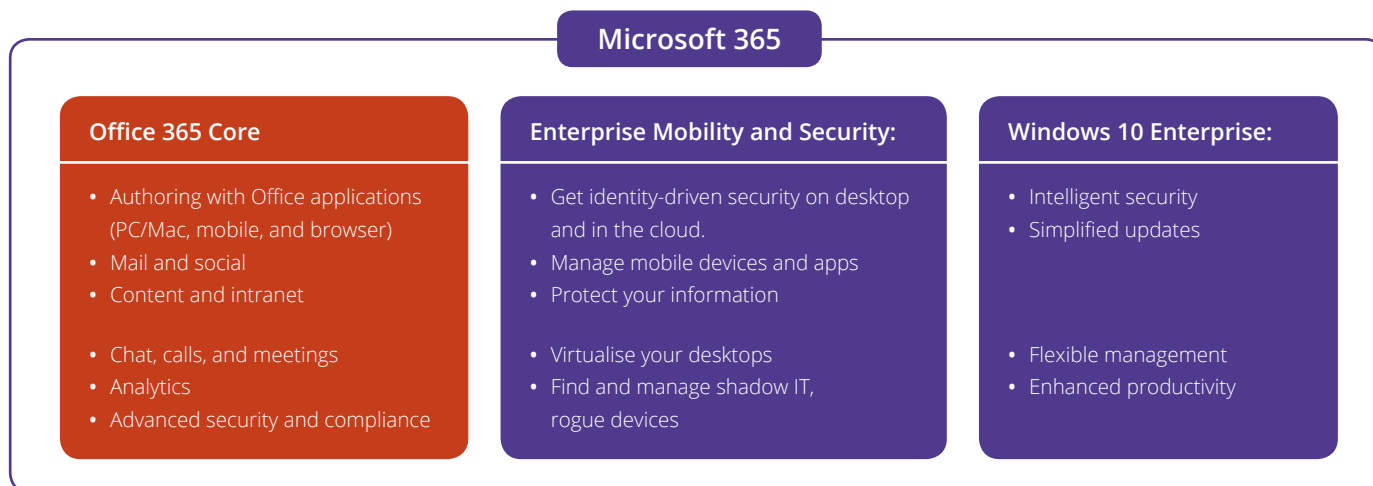 Microsoft 365
Office 365 Core
• Authoring with Office applications
(PC/Mac, mobile, and browser)
• Mail and social
• Content and intranet
• Chat, calls, and meetings
• Analytics
• Advanced security and compliance
Enterprise Mobility and Security:
• Get identity-driven security on desktop
and in the cloud.
• Manage mobile devices and apps
• Protect your information
• Virtualise your desktops
• Find and manage shadow IT,
rogue devices
Windows 10 Enterprise:
• Intelligent security
• Simplified updates
• Flexible management
• Enhanced productivity